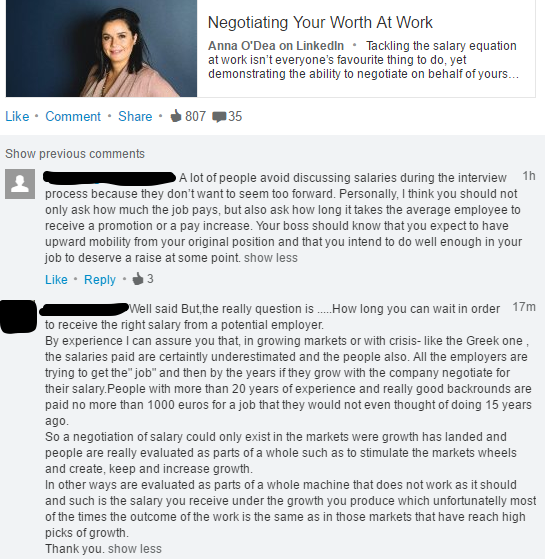 Negotiating Your Worth At Work
Anna O'Dea on LinkedIn • Tackling the salary equation
at work isn't everyone's favourite thing to do, yet
demonstrating the ability to negotiate on behalf of yours…
Like • Comment • Share • 807 35
Show previous comments
A lot of people avoid discussing salaries during the interview 1h
process because they don't want to seem too forward. Personally, I think you should not
only ask how much the job pays, but also ask how long it takes the average employee to
receive a promotion or a pay increase. Your boss should know that you expect to have
upward mobility from your original position and that you intend to do well enough in your
job to deserve a raise at some point. show less
Like • Reply • 3
Well said But,the really question is .....How long you can wait in order 17m
to receive the right salary from a potential employer.
By experience I can assure you that, in growing markets or with crisis- like the Greek one ,
the salaries paid are certaintly underestimated and the people also. All the employers are
trying to get the" job" and then by the years if they grow with the company negotiate for
their salary.People with more than 20 years of experience and really good backrounds are
paid no more than 1000 euros for a job that they would not even thought of doing 15 years
ago.
So a negotiation of salary could only exist in the markets were growth has landed and
people are really evaluated as parts of a whole such as to stimulate the markets wheels
and create, keep and increase growth.
In other ways are evaluated as parts of a whole machine that does not work as it should
and such is the salary you receive under the growth you produce which unfortunatelly most
of the times the outcome of the work is the same as in those markets that have reach high
picks of growth.
Thank you. show less